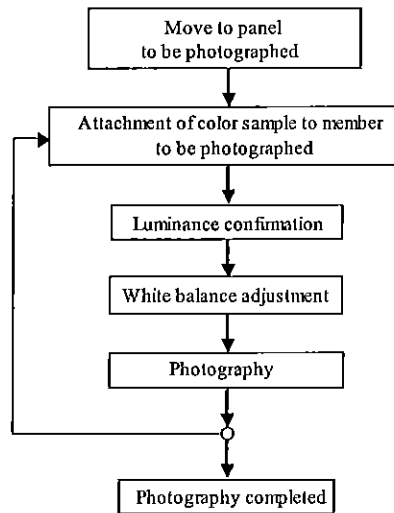 Move to panel
to be photographed
Attachment of color sample to member
to be photographed
Luminance confirmation
White balance adjustment
Photography
Photography completed